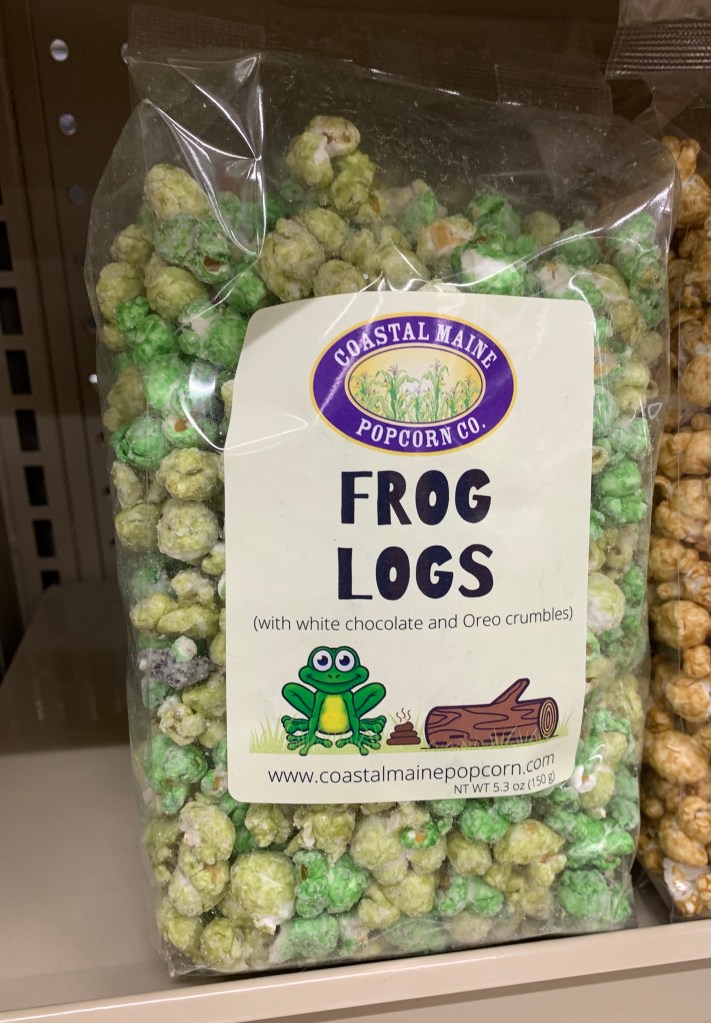 COASTAL MAINE
POPCORN CO.
FROG
LOGS
(with white chocolate and Oreo crumbles)
www.coastalmainepopcorn.com
NT WT 5.3 oz (150 g)